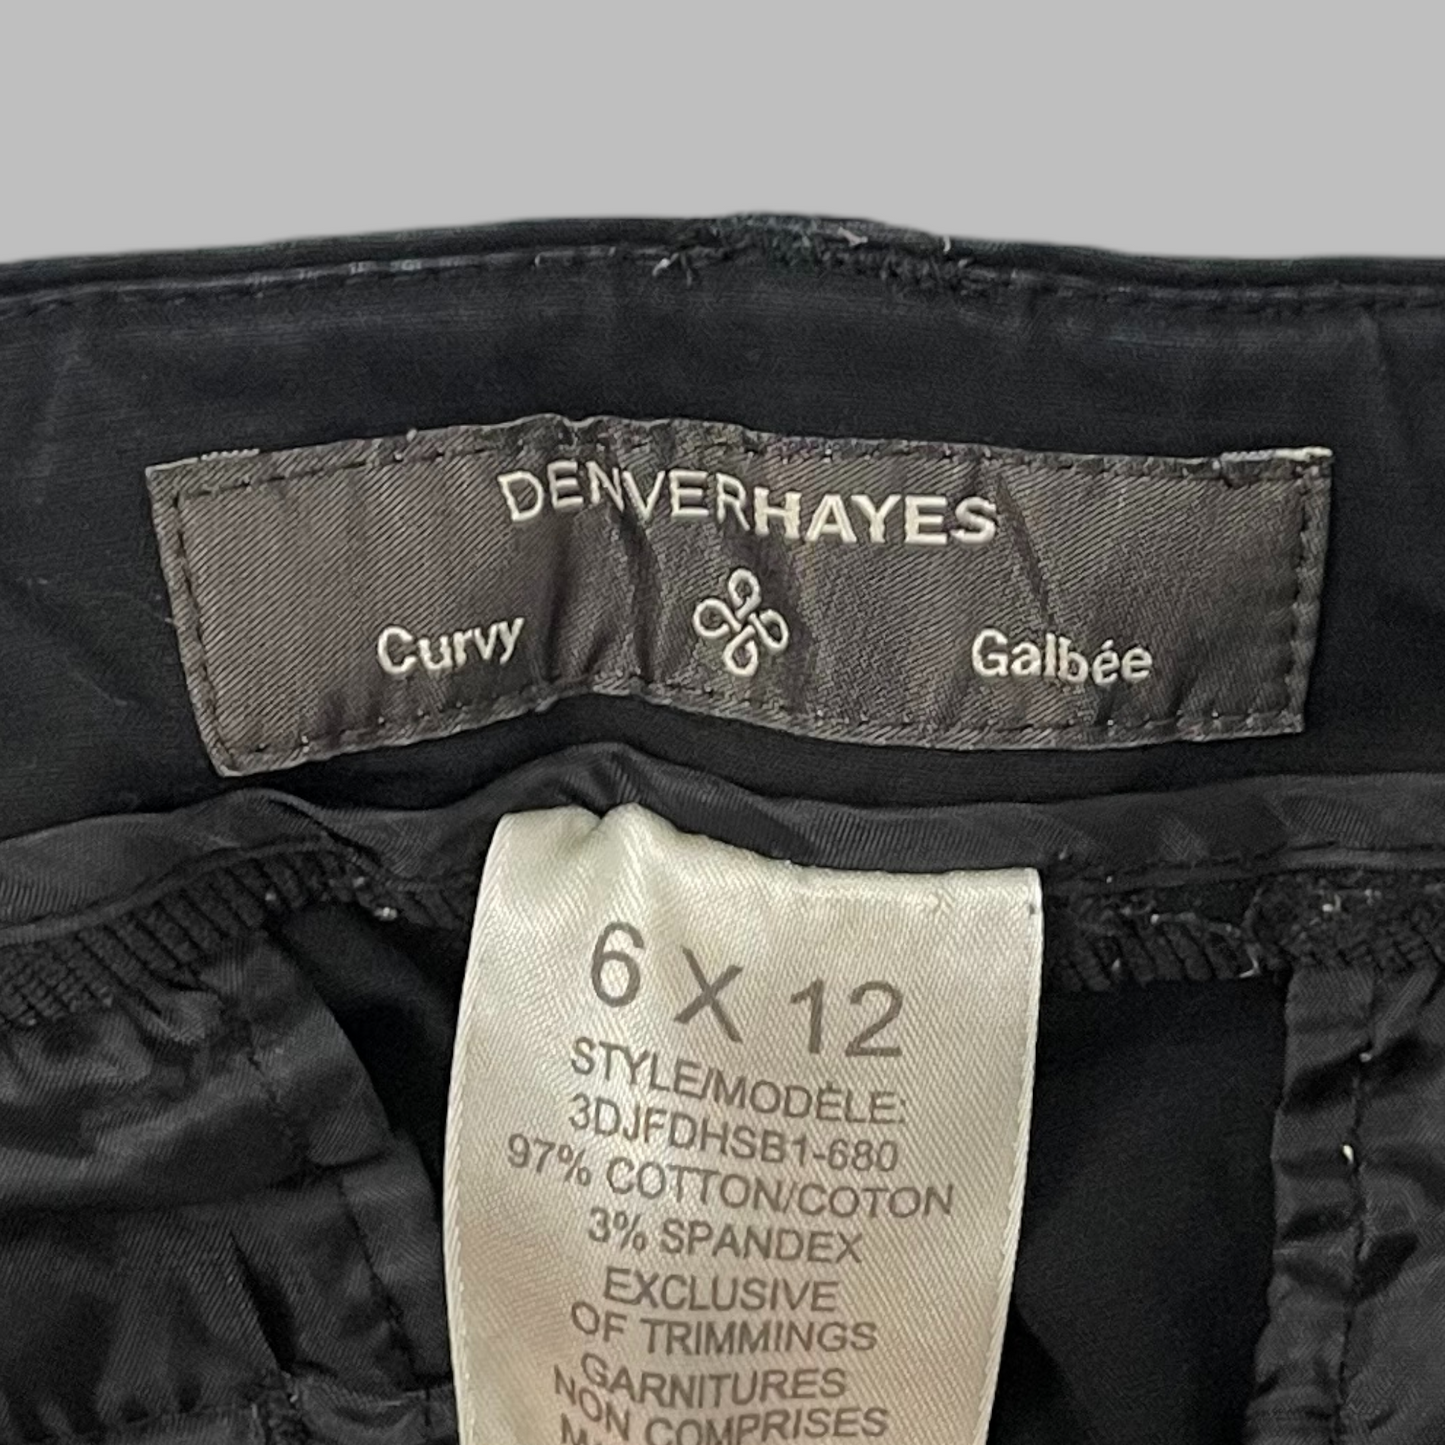 DENVERHAYES
Curvy Galbée
6 X 12
STYLE/MODÈLE:
3DJFDHSB1-680
97% COTTON/COTON
3% SPANDEX
EXCLUSIVE
OF TRIMMINGS
GARNITURES
NON COMPRISES